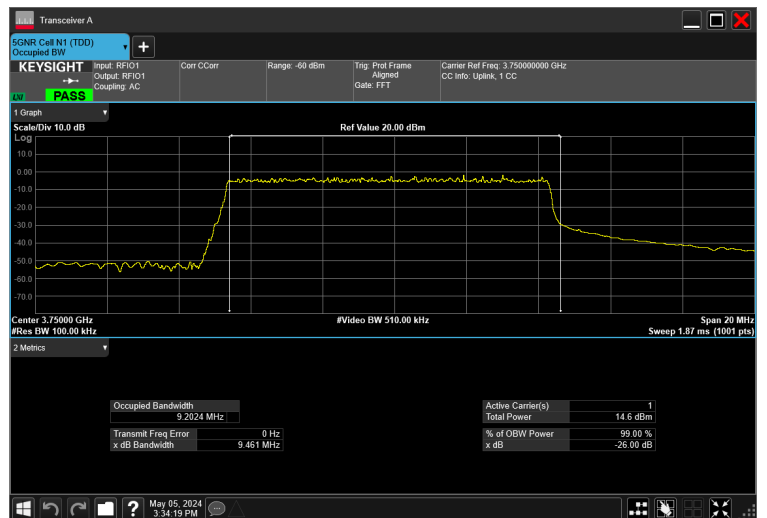 Transceiver A
5GNR Cell N1 (TDD)
Occupied BW
KEYSIGHT
Input: RFIO1
Output: RFIO1
Coupling: AC
Corr CCorr
Range: -60 dBm
Trig: Prot Frame
Aligned
Gate: FFT
Carrier Ref Freq: 3.750000000 GHz
CC Info: Uplink, 1 CC
LXI
PASS
1 Graph
Scale/Div 10.0 dB
Ref Value 20.00 dBm
Log
10.0
0.00
-10.0
-20.0
-30.0
-40.0
-50.0
-60.0
-70.0
Center 3.75000 GHz
#Video BW 510.00 kHz
Span 20 MHz
#Res BW 100.00 kHz
Sweep 1.87 ms (1001 pts)
2 Metrics
Occupied Bandwidth
9.2024 MHz
Active Carrier(s) 1
Total Power 14.6 dBm
Transmit Freq Error 0 Hz
x dB Bandwidth 9.461 MHz
% of OBW Power 99.00 %
x dB -26.00 dB
?
May 05, 2024
3:34:19 PM